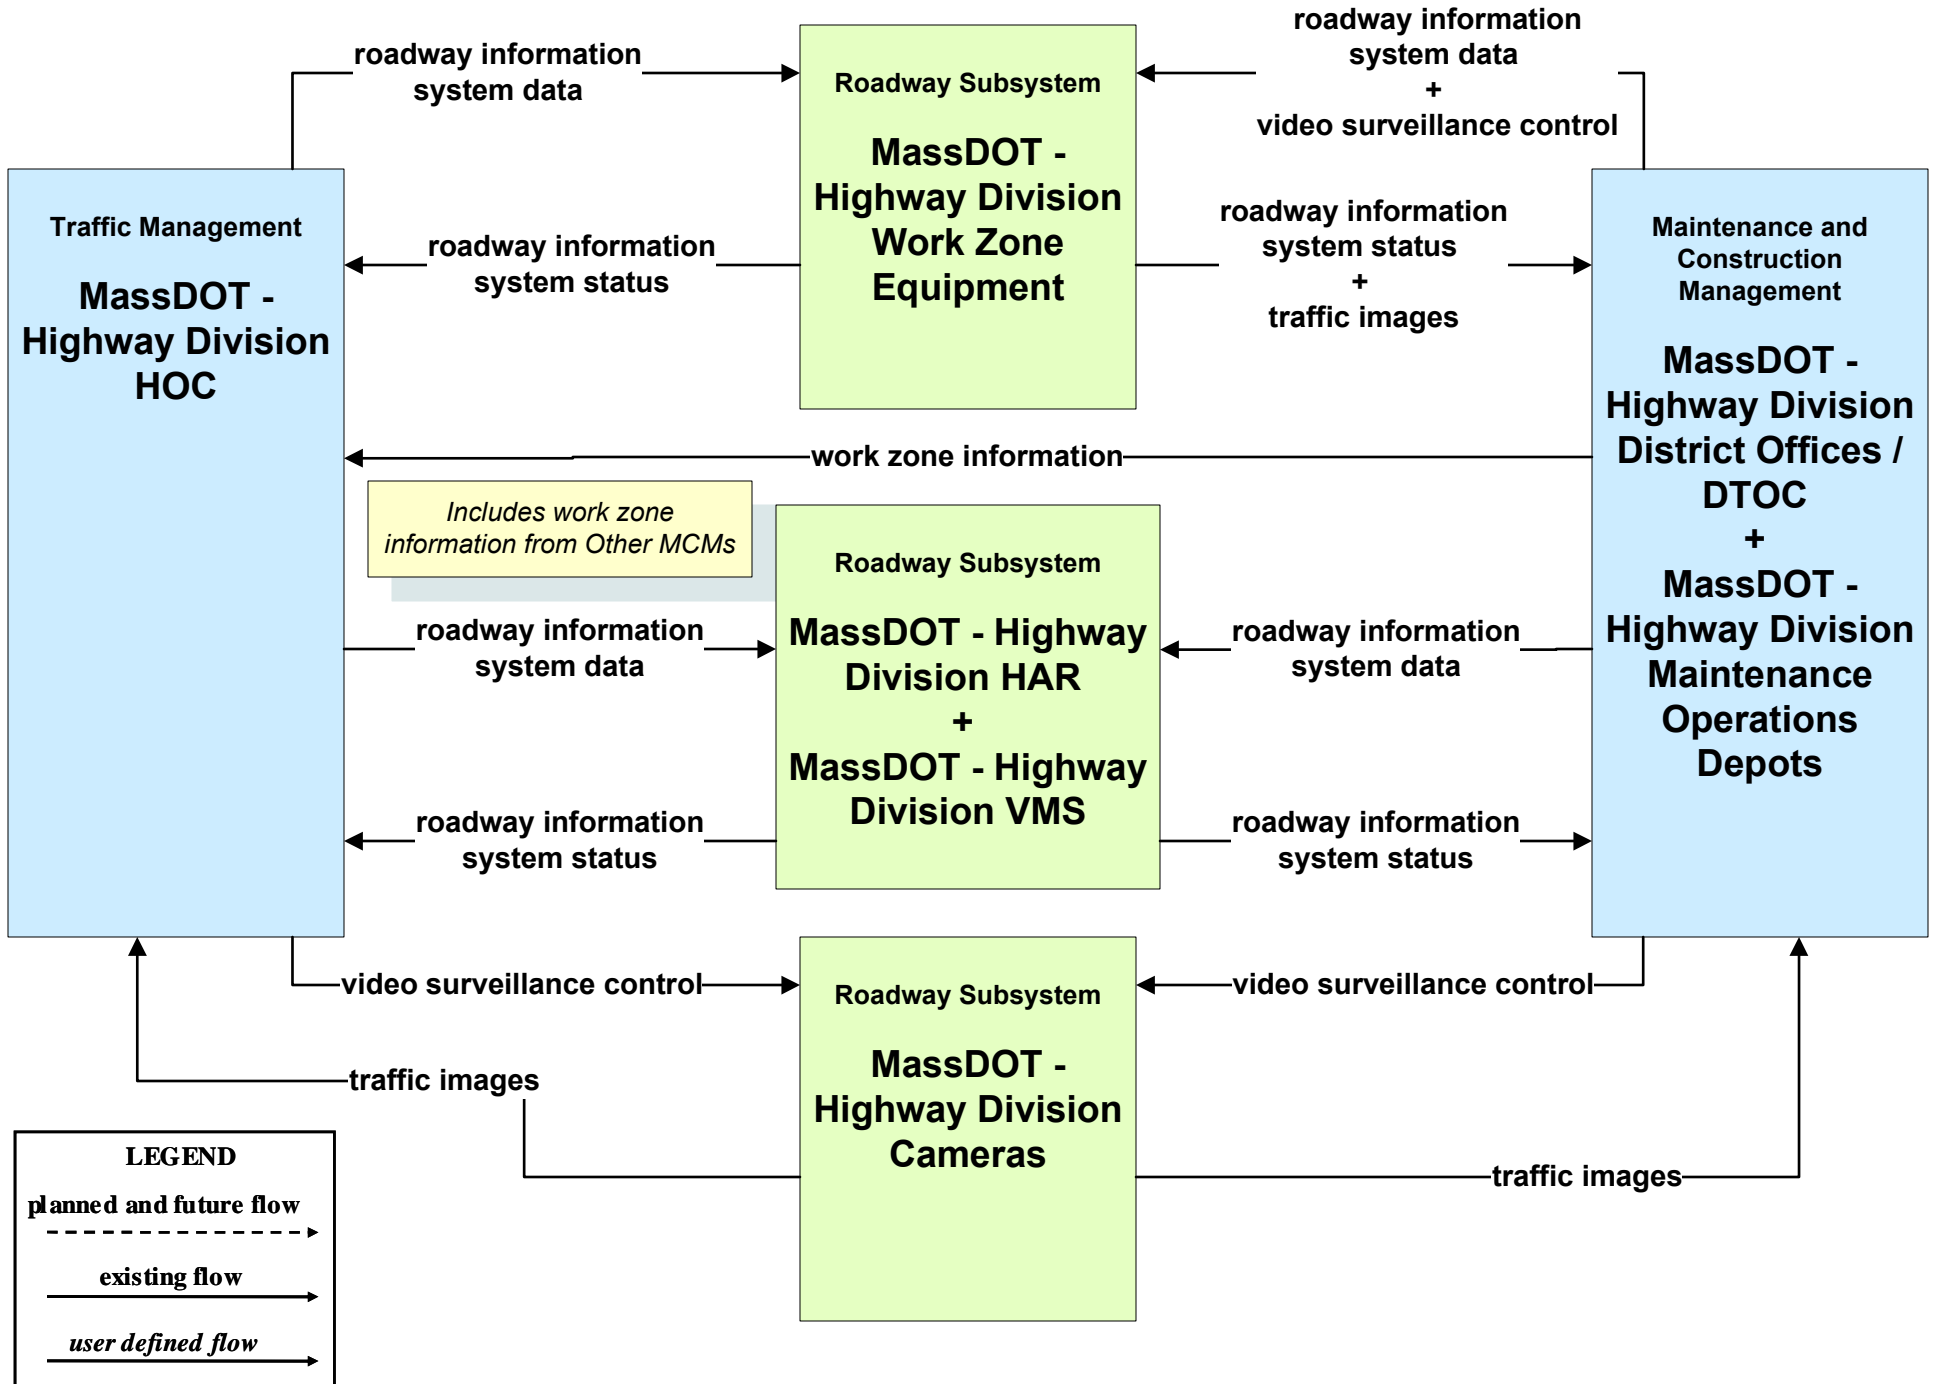 roadway information
system data
roadway information
system data
+
video surveillance control
Roadway Subsystem
MassDOT -
Highway Division
Work Zone
Equipment
Traffic Management
MassDOT -
Highway Division
HOC
roadway information
system status
roadway information
system status
+
traffic images
Maintenance and
Construction
Management
MassDOT -
Highway Division
District Offices /
DTOC
+
MassDOT -
Highway Division
Maintenance
Operations
Depots
work zone information
Includes work zone
information from Other MCMs
Roadway Subsystem
MassDOT - Highway
Division HAR
+
MassDOT - Highway
Division VMS
roadway information
system data
roadway information
system data
roadway information
system status
roadway information
system status
video surveillance control
video surveillance control
Roadway Subsystem
MassDOT -
Highway Division
Cameras
traffic images
traffic images
LEGEND
planned and future flow
existing flow
user defined flow